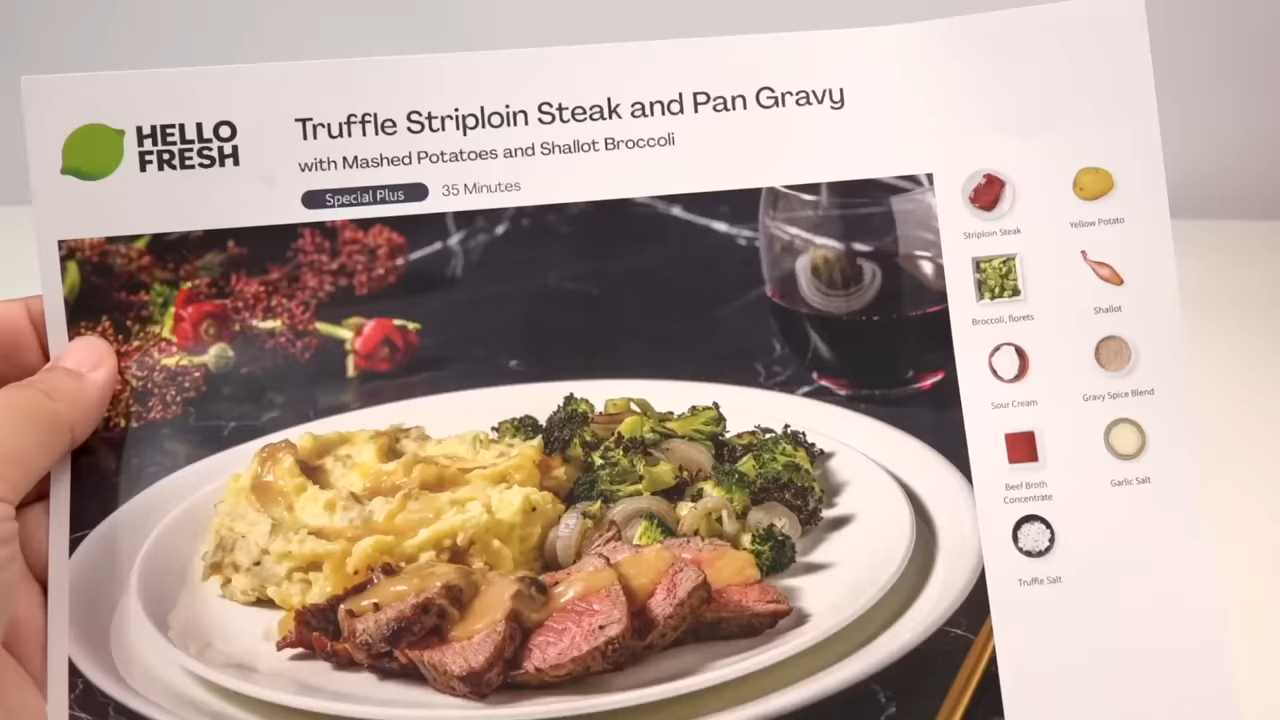 HELLO
FRESH
Truffle Striploin Steak and Pan Gravy
with Mashed Potatoes and Shallot Broccoli
Special Plus 35 Minutes
Striploin Steak
Yellow Potato
Broccoli, florets
Shallot
Sour Cream
Gravy Spice Blend
Beef Broth
Concentrate
Garlic Salt
Truffle Salt